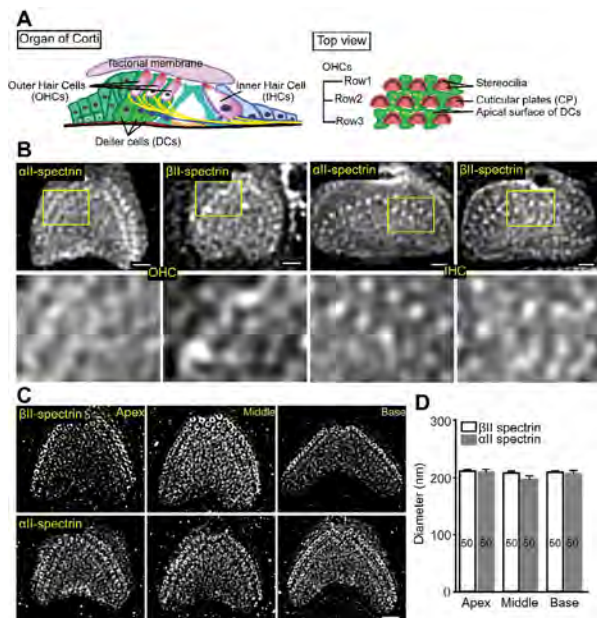 A
Organ of Corti
Tectorial membrane
Outer Hair Cells
(OHCs)
Inner Hair Cell
(IHCs)
Deiter cells (DCs)
Top view
OHCs
Row1
Row2
Row3
Stereocilia
Cuticular plates (CP)
Apical surface of DCs
B
αII-spectrin
βII-spectrin
αII-spectrin
βII-spectrin
OHC
IHC
C
βII-spectrin
Apex
Middle
Base
αII-spectrin
D
βII spectrin
αII spectrin
Diameter (nm)
300
200
100
0
50 50 50 50 50 50
Apex Middle Base